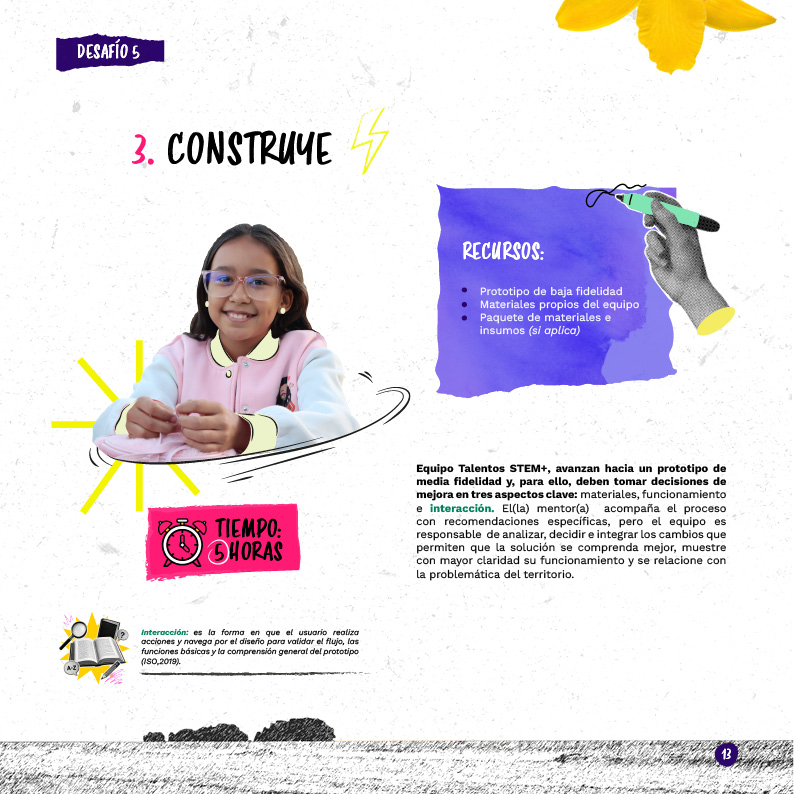 DESAFÍO 5
3. CONSTRUYE
RECURSOS:
• Prototipo de baja fidelidad
• Materiales propios del equipo
• Paquete de materiales e
insumos (si aplica)
Equipo Talentos STEM+, avanzan hacia un prototipo de
media fidelidad y, para ello, deben tomar decisiones de
mejora en tres aspectos clave: materiales, funcionamiento
e interacción. El(la) mentor(a) acompaña el proceso
con recomendaciones específicas, pero el equipo es
responsable de analizar, decidir e integrar los cambios que
permiten que la solución se comprenda mejor, muestre
con mayor claridad su funcionamiento y se relacione con
la problemática del territorio.
TIEMPO:
5 HORAS
Interacción: es la forma en que el usuario realiza
acciones y navega por el diseño para validar el flujo, las
funciones básicas y la comprensión general del prototipo
(ISO,2019).
?
A-Z
13